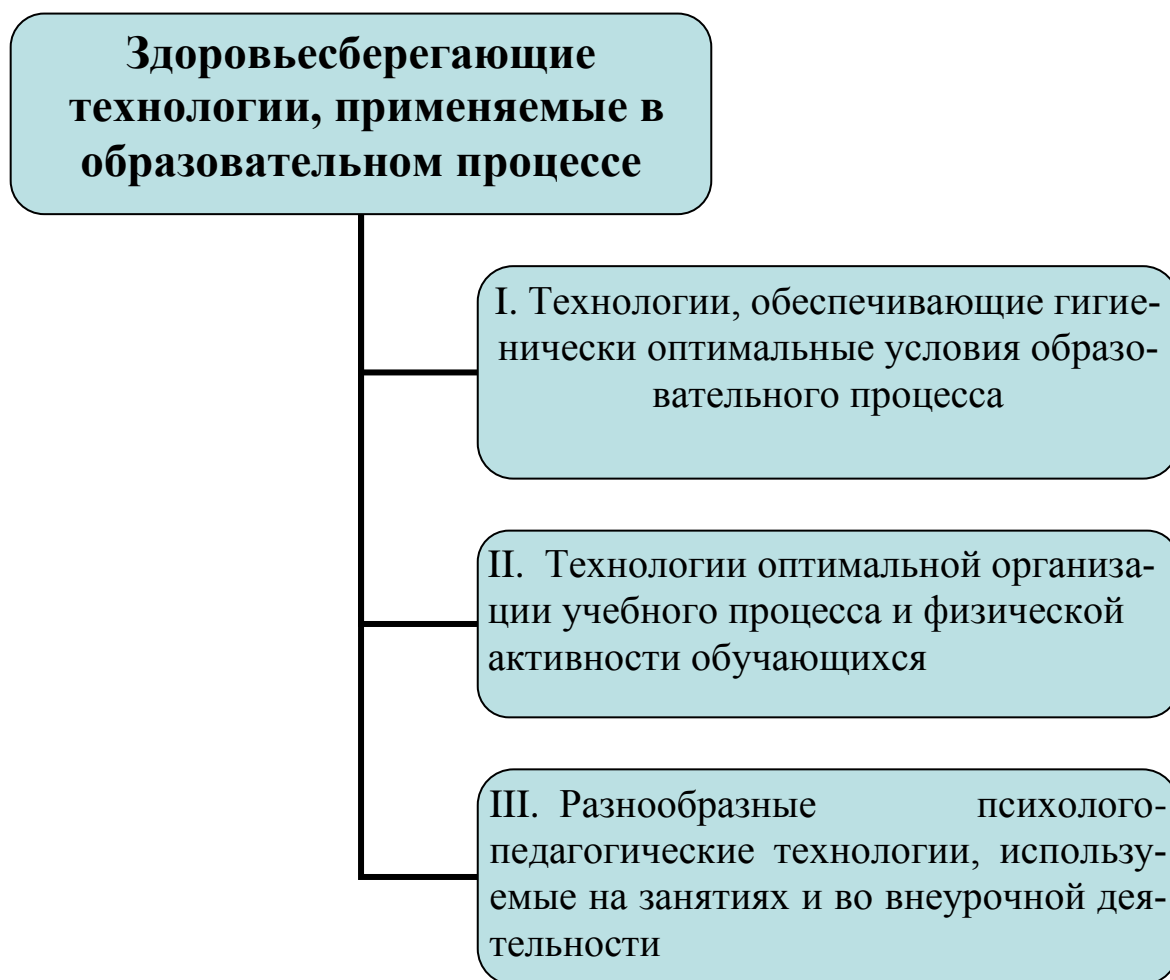 Здоровьесберегающие
технологии, применяемые в
образовательном процессе
I. Технологии, обеспечивающие гигие-
нически оптимальные условия образо-
вательного процесса
II. Технологии оптимальной организа-
ции учебного процесса и физической
активности обучающихся
III. Разнообразные психолого-
педагогические технологии, использу-
емые на занятиях и во внеурочной дея-
тельности